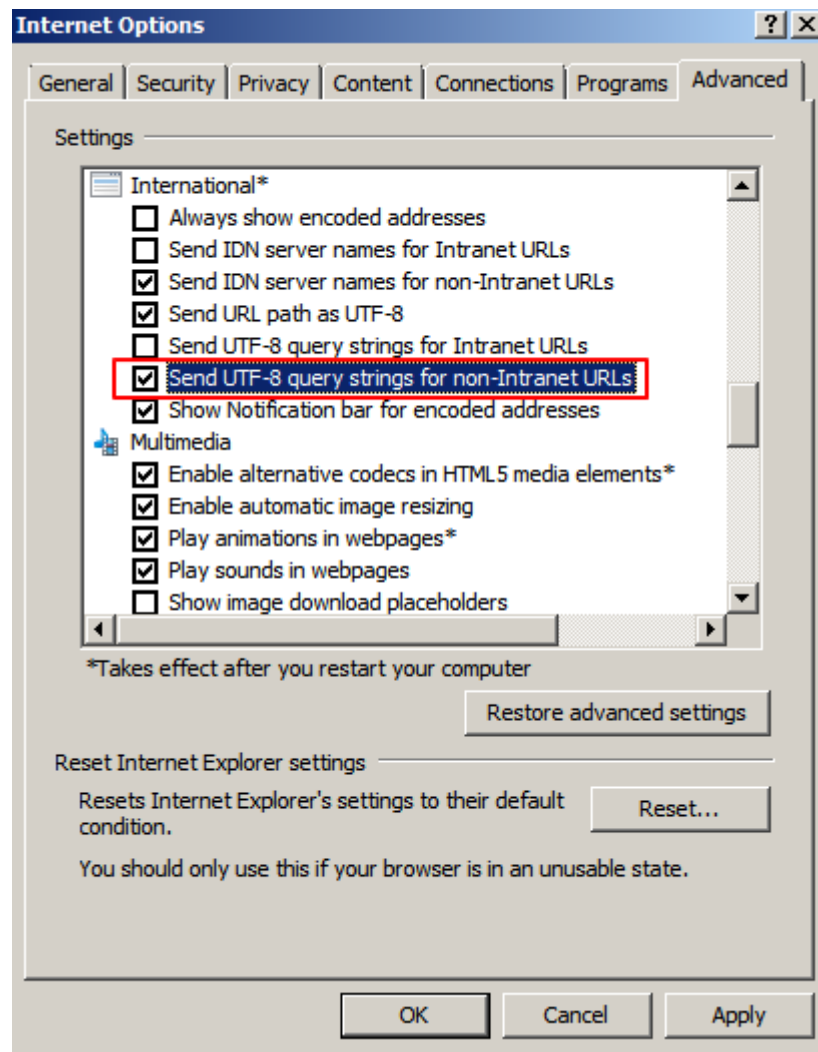 Internet Options
General Security Privacy Content Connections Programs Advanced
Settings
International*
Always show encoded addresses
Send IDN server names for Intranet URLs
Send IDN server names for non-Intranet URLs
Send URL path as UTF-8
Send UTF-8 query strings for Intranet URLs
Send UTF-8 query strings for non-Intranet URLs
Show Notification bar for encoded addresses
Multimedia
Enable alternative codecs in HTML5 media elements*
Enable automatic image resizing
Play animations in webpages*
Play sounds in webpages
Show image download placeholders
*Takes effect after you restart your computer
Restore advanced settings
Reset Internet Explorer settings
Resets Internet Explorer's settings to their default
condition.
Reset...
You should only use this if your browser is in an unusable state.
OK Cancel Apply